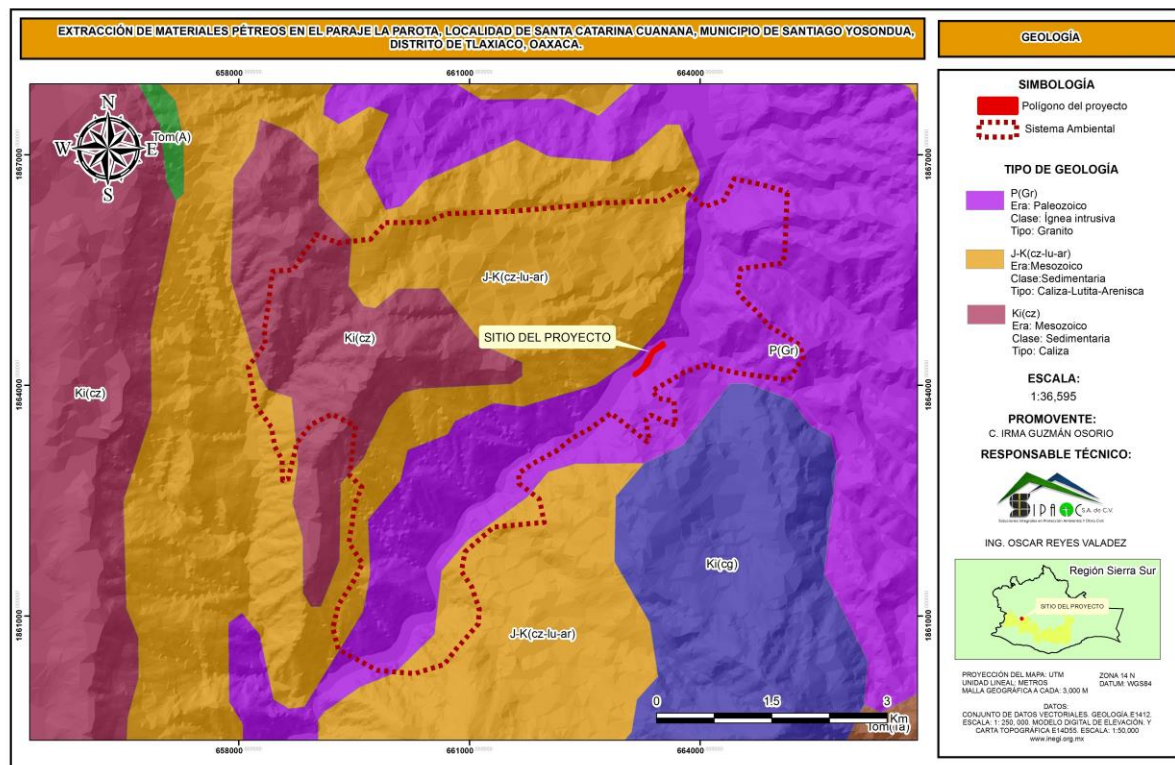 EXTRACCIÓN DE MATERIALES PÉTREOS EN EL PARAJE LA PAROTA, LOCALIDAD DE SANTA CATARINA CUANANA, MUNICIPIO DE SANTIAGO YOSONDUA,
DISTRITO DE TLAXIACO, OAXACA.
GEOLOGÍA
658000
661000
664000
1867000
1867000
1864000
1864000
1861000
1861000
N
W
E
S
Tom(A)
J-K(cz-lu-ar)
Ki(cz)
SITIO DEL PROYECTO
P(Gr)
Ki(cz)
Ki(cg)
J-K(cz-lu-ar)
0
1.5
3
Km
658000
661000
664000
SIMBOLOGÍA
Polígono del proyecto
Sistema Ambiental
TIPO DE GEOLOGÍA
P(Gr)
Era: Paleozoico
Clase: Ígnea intrusiva
Tipo: Granito
J-K(cz-lu-ar)
Era:Mesozoico
Clase:Sedimentaria
Tipo: Caliza-Lutita-Arenisca
Ki(cz)
Era: Mesozoico
Clase: Sedimentaria
Tipo: Caliza
ESCALA:
1:36,595
PROMOVENTE:
C. IRMA GUZMÁN OSORIO
RESPONSABLE TÉCNICO:
S.A. de C.V.
ING. OSCAR REYES VALADEZ
Región Sierra Sur
SITIO DEL PROYECTO
PROYECCIÓN DEL MAPA: UTM
UNIDAD LINEAL: METROS
MALLA GEOGRÁFICA A CADA: 3,000 M
ZONA 14 N
DATUM: WGS84
DATOS:
CONJUNTO DE DATOS VECTORIALES. GEOLOGÍA.E1412.
ESCALA: 1: 250, 000. MODELO DIGITAL DE ELEVACIÓN. Y
CARTA TOPOGRÁFICA E14D55. ESCALA: 1:50,000
www.inegi.org.mx